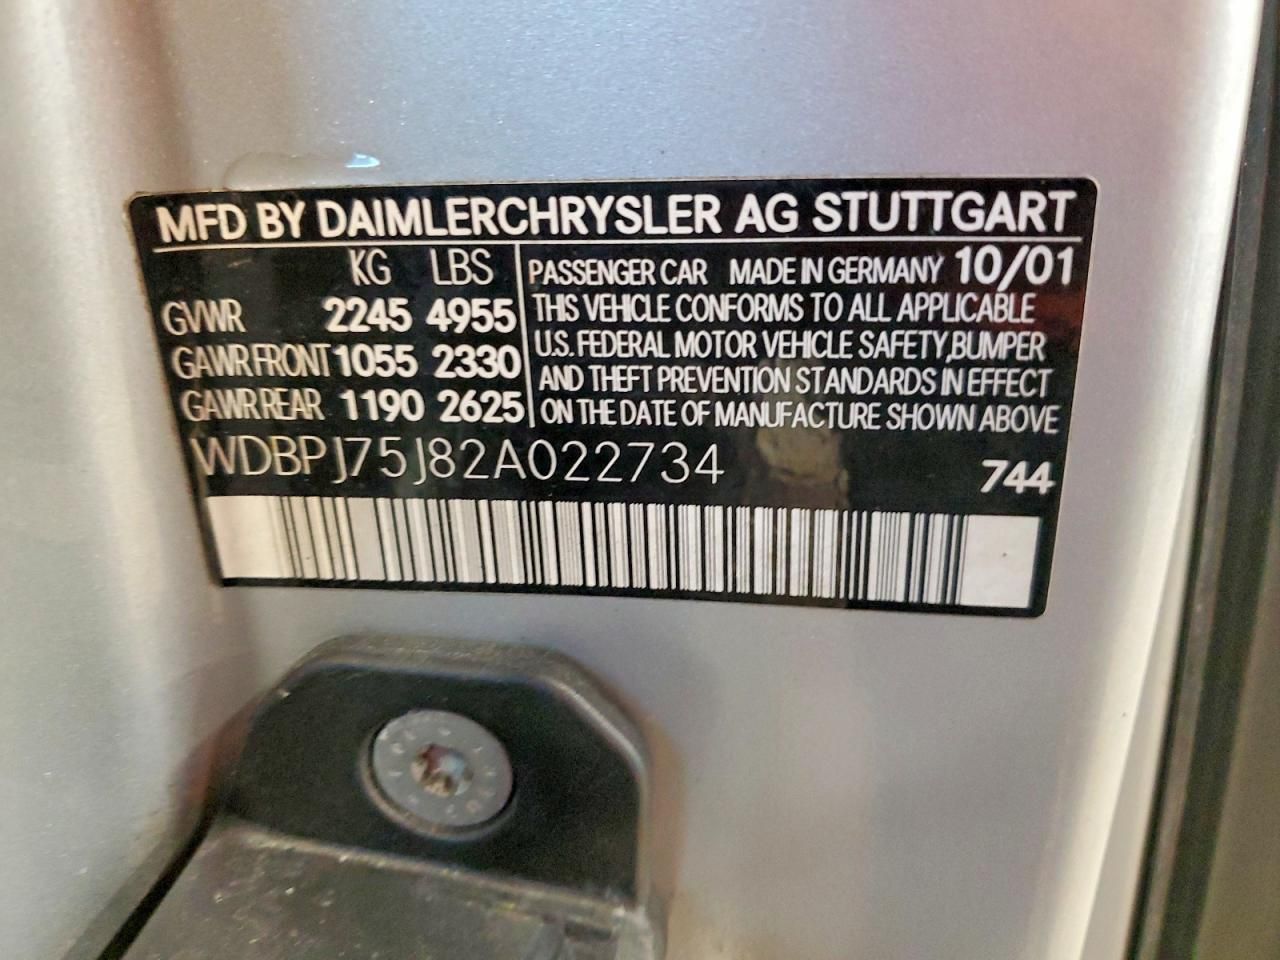 MFD BY DAIMLERCHRYSLER AG STUTTGART
KG LBS
GVWR 2245 4955
GAWR FRONT 1055 2330
GAWR REAR 1190 2625
PASSENGER CAR MADE IN GERMANY 10/01
THIS VEHICLE CONFORMS TO ALL APPLICABLE
U.S. FEDERAL MOTOR VEHICLE SAFETY, BUMPER
AND THEFT PREVENTION STANDARDS IN EFFECT
ON THE DATE OF MANUFACTURE SHOWN ABOVE
WDBPJ75J82A022734
744